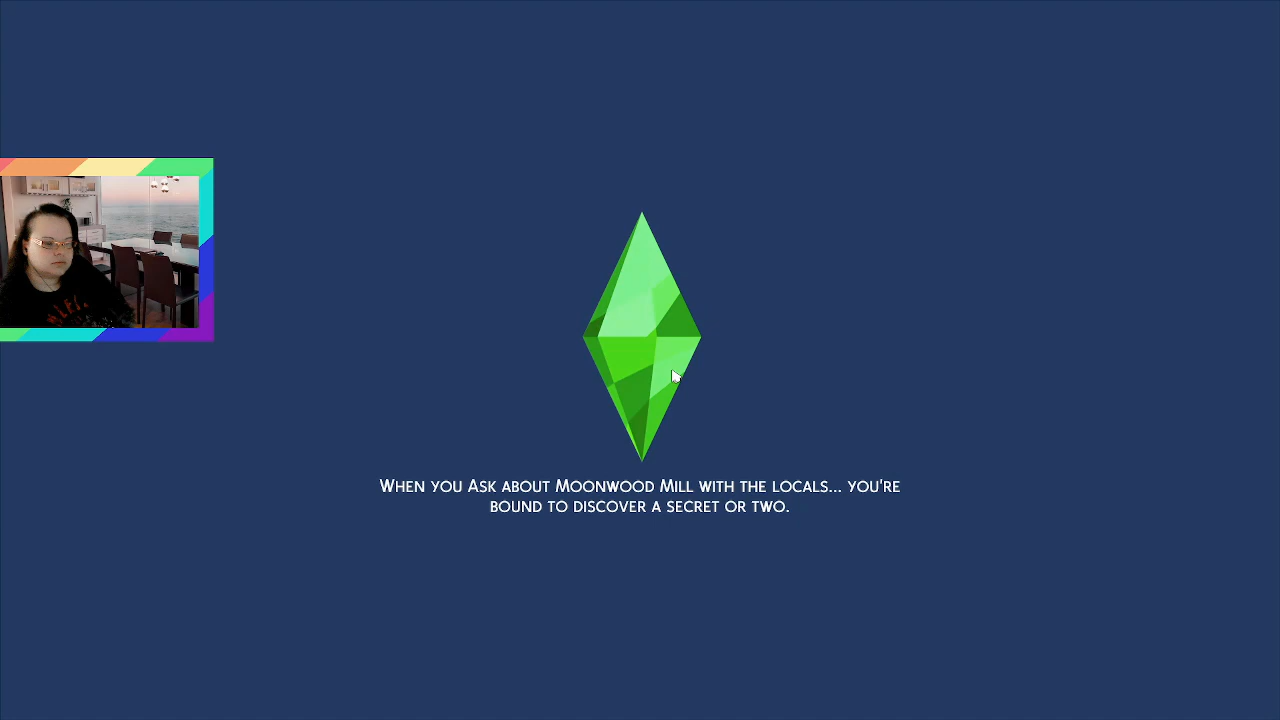 When you Ask about Moonwood Mill with the locals... you're
bound to discover a secret or two.